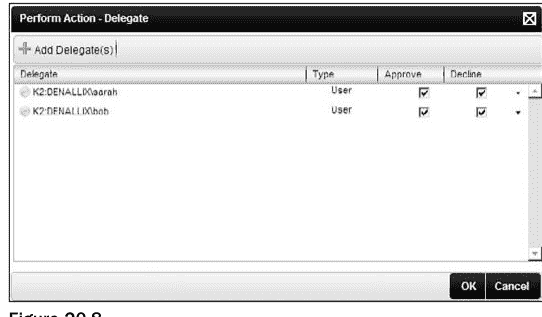 Perform Action - Delegate
Add Delegate(s)
Delegate Type Approve Decline
K2:DENALLIX\sarah User
K2:DENALLIX\bob User
OK Cancel
Figure 20.8